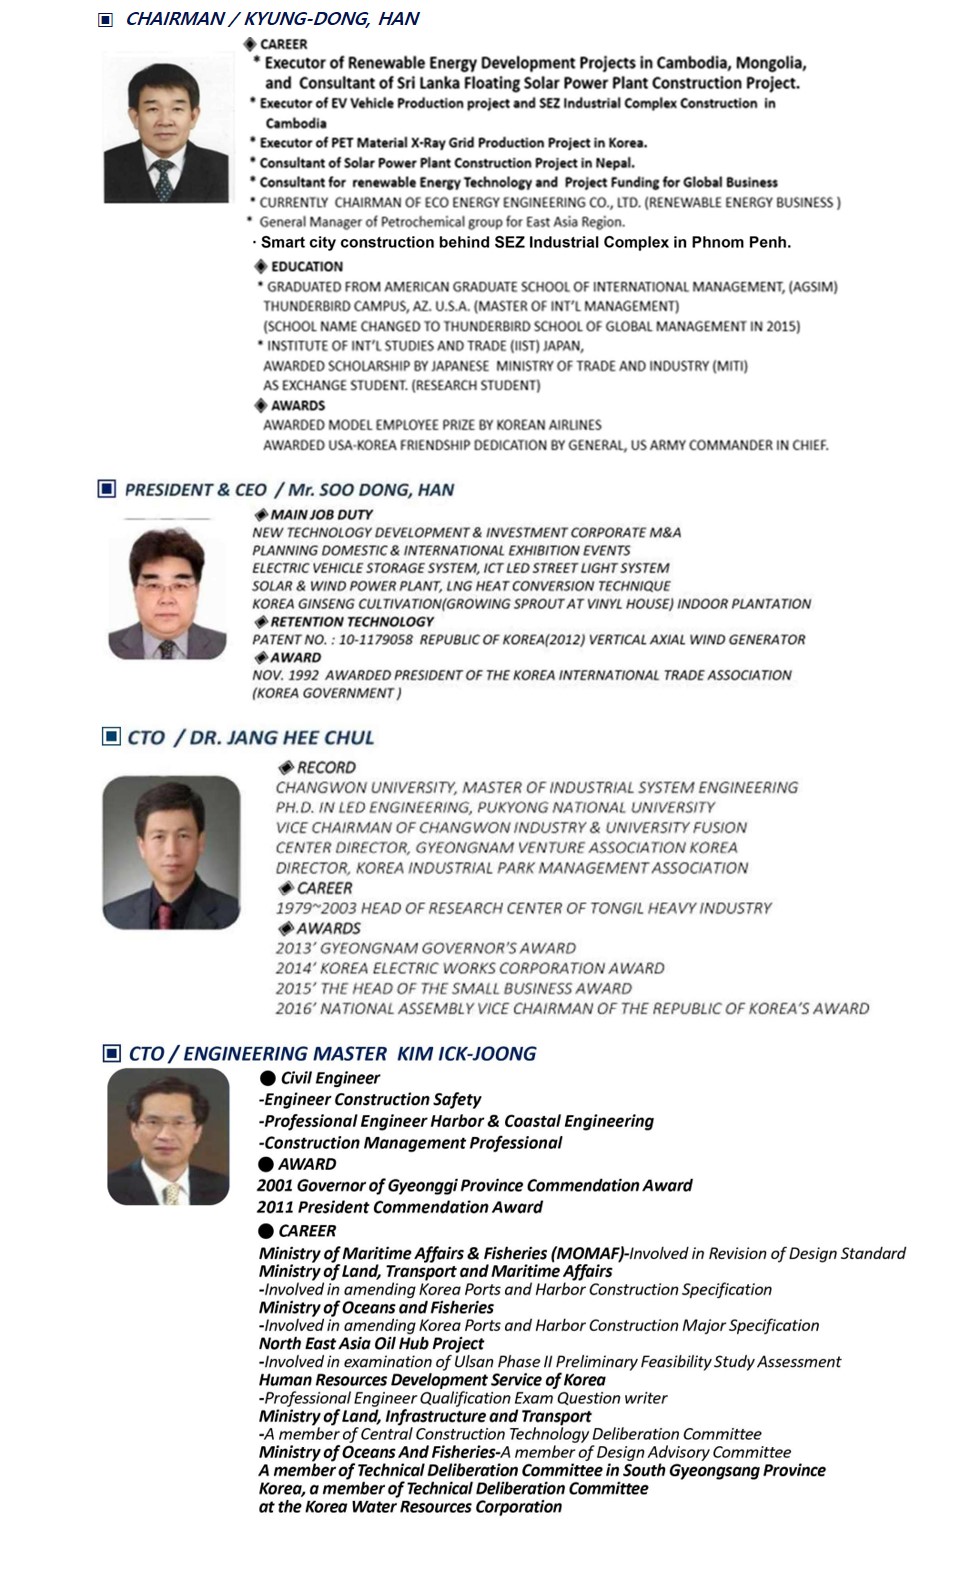 CHAIRMAN / KYUNG-DONG, HAN
◈ CAREER
* Executor of Renewable Energy Development Projects in Cambodia, Mongolia,
and Consultant of Sri Lanka Floating Solar Power Plant Construction Project.
* Executor of EV Vehicle Production project and SEZ Industrial Complex Construction in
Cambodia
* Executor of PET Material X-Ray Grid Production Project in Korea.
* Consultant of Solar Power Plant Construction Project in Nepal.
* Consultant for renewable Energy Technology and Project Funding for Global Business
* CURRENTLY CHAIRMAN OF ECO ENERGY ENGINEERING CO., LTD. (RENEWABLE ENERGY BUSINESS )
* General Manager of Petrochemical group for East Asia Region.
· Smart city construction behind SEZ Industrial Complex in Phnom Penh.
◈ EDUCATION
* GRADUATED FROM AMERICAN GRADUATE SCHOOL OF INTERNATIONAL MANAGEMENT, (AGSIM)
THUNDERBIRD CAMPUS, AZ. U.S.A. (MASTER OF INT'L MANAGEMENT)
(SCHOOL NAME CHANGED TO THUNDERBIRD SCHOOL OF GLOBAL MANAGEMENT IN 2015)
* INSTITUTE OF INT'L STUDIES AND TRADE (IIST) JAPAN,
AWARDED SCHOLARSHIP BY JAPANESE MINISTRY OF TRADE AND INDUSTRY (MITI)
AS EXCHANGE STUDENT. (RESEARCH STUDENT)
◈ AWARDS
AWARDED MODEL EMPLOYEE PRIZE BY KOREAN AIRLINES
AWARDED USA-KOREA FRIENDSHIP DEDICATION BY GENERAL, US ARMY COMMANDER IN CHIEF.
PRESIDENT & CEO / Mr. SOO DONG, HAN
◈ MAIN JOB DUTY
NEW TECHNOLOGY DEVELOPMENT & INVESTMENT CORPORATE M&A
PLANNING DOMESTIC & INTERNATIONAL EXHIBITION EVENTS
ELECTRIC VEHICLE STORAGE SYSTEM, ICT LED STREET LIGHT SYSTEM
SOLAR & WIND POWER PLANT, LNG HEAT CONVERSION TECHNIQUE
KOREA GINSENG CULTIVATION(GROWING SPROUT AT VINYL HOUSE) INDOOR PLANTATION
◈ RETENTION TECHNOLOGY
PATENT NO. : 10-1179058 REPUBLIC OF KOREA(2012) VERTICAL AXIAL WIND GENERATOR
◈ AWARD
NOV. 1992 AWARDED PRESIDENT OF THE KOREA INTERNATIONAL TRADE ASSOCIATION
(KOREA GOVERNMENT )
CTO / DR. JANG HEE CHUL
◈ RECORD
CHANGWON UNIVERSITY, MASTER OF INDUSTRIAL SYSTEM ENGINEERING
PH.D. IN LED ENGINEERING, PUKYONG NATIONAL UNIVERSITY
VICE CHAIRMAN OF CHANGWON INDUSTRY & UNIVERSITY FUSION
CENTER DIRECTOR, GYEONGNAM VENTURE ASSOCIATION KOREA
DIRECTOR, KOREA INDUSTRIAL PARK MANAGEMENT ASSOCIATION
◈ CAREER
1979~2003 HEAD OF RESEARCH CENTER OF TONGIL HEAVY INDUSTRY
◈ AWARDS
2013' GYEONGNAM GOVERNOR'S AWARD
2014' KOREA ELECTRIC WORKS CORPORATION AWARD
2015' THE HEAD OF THE SMALL BUSINESS AWARD
2016' NATIONAL ASSEMBLY VICE CHAIRMAN OF THE REPUBLIC OF KOREA'S AWARD
CTO / ENGINEERING MASTER KIM ICK-JOONG
● Civil Engineer
-Engineer Construction Safety
-Professional Engineer Harbor & Coastal Engineering
-Construction Management Professional
● AWARD
2001 Governor of Gyeonggi Province Commendation Award
2011 President Commendation Award
● CAREER
Ministry of Maritime Affairs & Fisheries (MOMAF)-Involved in Revision of Design Standard
Ministry of Land, Transport and Maritime Affairs
-Involved in amending Korea Ports and Harbor Construction Specification
Ministry of Oceans and Fisheries
-Involved in amending Korea Ports and Harbor Construction Major Specification
North East Asia Oil Hub Project
-Involved in examination of Ulsan Phase II Preliminary Feasibility Study Assessment
Human Resources Development Service of Korea
-Professional Engineer Qualification Exam Question writer
Ministry of Land, Infrastructure and Transport
-A member of Central Construction Technology Deliberation Committee
Ministry of Oceans And Fisheries-A member of Design Advisory Committee
A member of Technical Deliberation Committee in South Gyeongsang Province
Korea, a member of Technical Deliberation Committee
at the Korea Water Resources Corporation